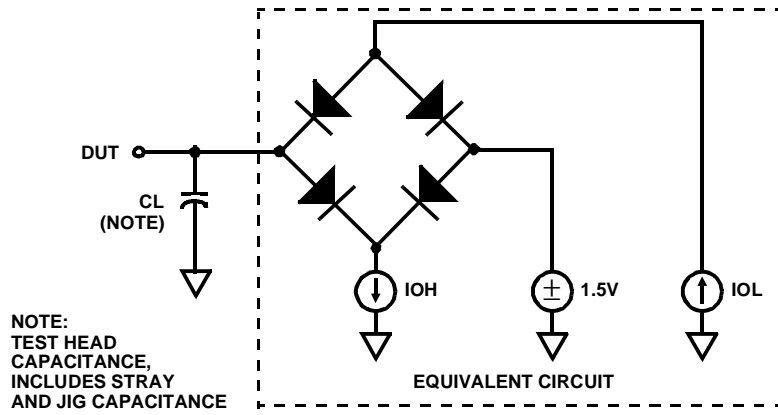 DUT
CL
(NOTE)
IOH
±
1.5V
IOL
NOTE:
TEST HEAD
CAPACITANCE,
INCLUDES STRAY
AND JIG CAPACITANCE
EQUIVALENT CIRCUIT